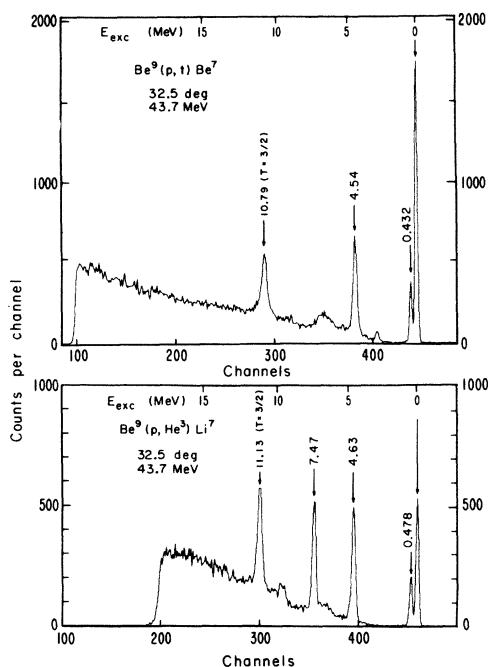 2000
E exc (MeV) 15 10 5 0
2000
Be⁹ (p, t) Be⁷
32.5 deg
43.7 MeV
10.79 (T = 3/2)
4.54
0.432
1000
1000
0
0
100 200 300 400
Channels
Counts per channel
1000
E exc (MeV) 15 10 5 0
1000
Be⁹ (p, He³) Li⁷
32.5 deg
43.7 MeV
11.13 (T = 3/2)
7.47
4.63
0.478
500
500
0
0
100 200 300 400
Channels